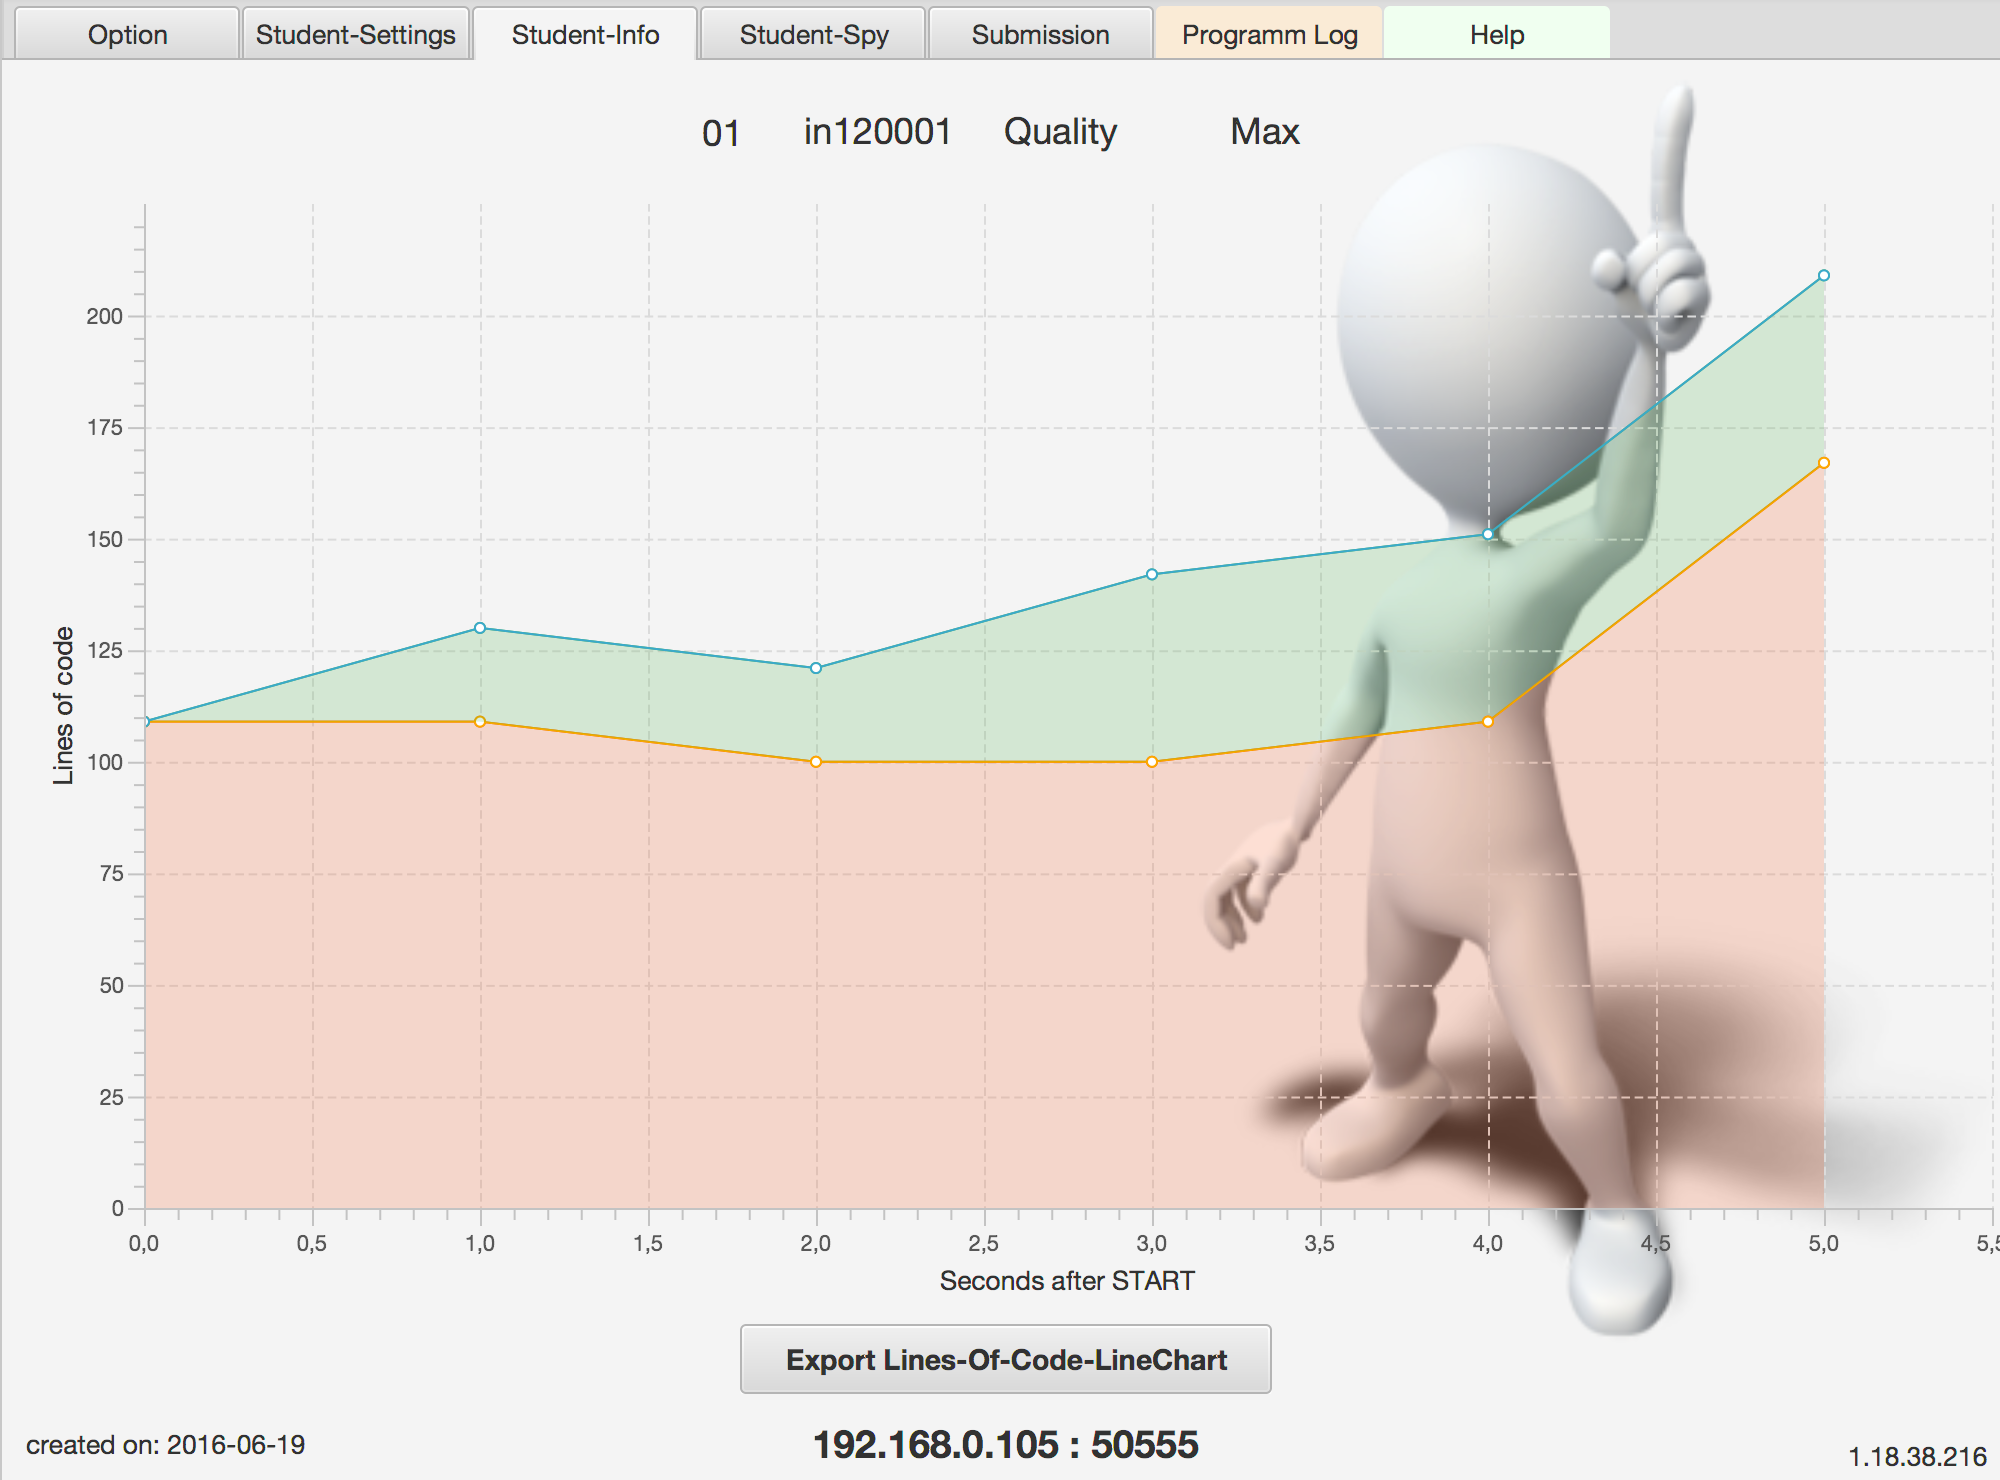 Option Student-Settings Student-Info Student-Spy Submission Programm Log Help
01 in120001 Quality Max
200
175
150
125
100
75
50
25
0
Lines of code
0,0 0,5 1,0 1,5 2,0 2,5 3,0 3,5 4,0 4,5 5,0 5,5
Seconds after START
Export Lines-Of-Code-LineChart
created on: 2016-06-19
192.168.0.105 : 50555
1.18.38.216